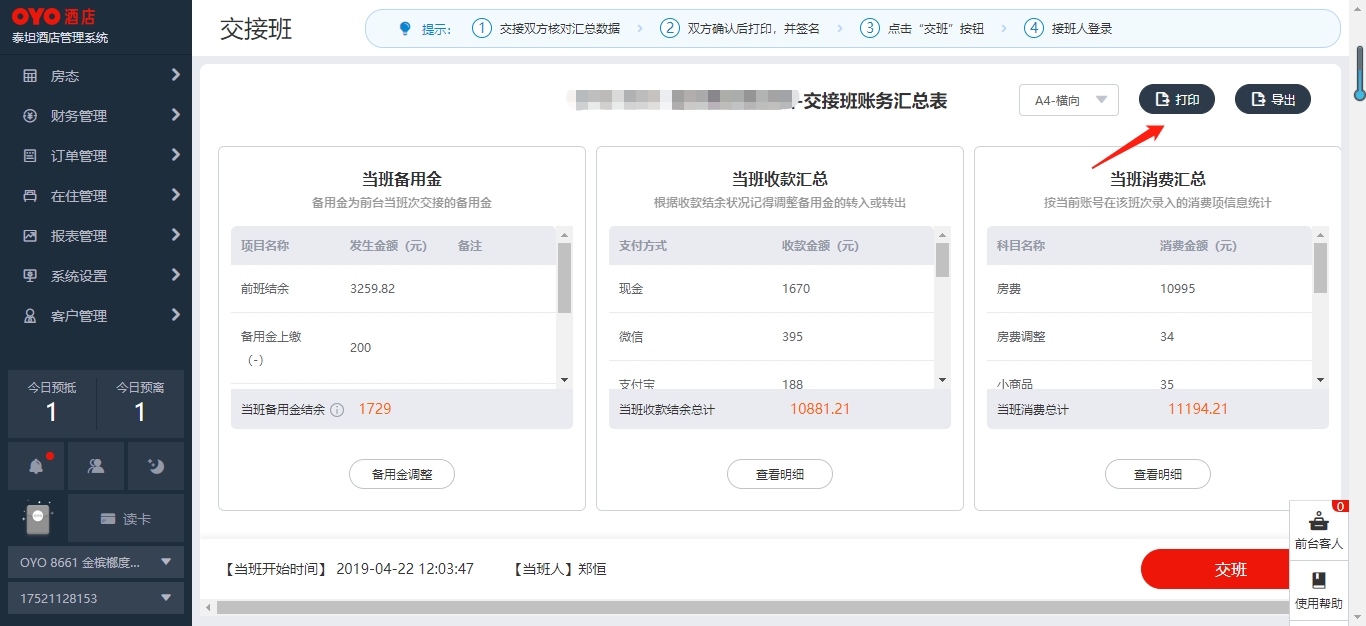 OYO 酒店
泰坦酒店管理系统
房态
财务管理
订单管理
在住管理
报表管理
系统设置
客户管理
今日预抵
1
今日预离
1
读卡
OYO 8661 金槟榔度...
17521128153
交接班
提示: 1 交接双方核对汇总数据 2 双方确认后打印，并签名 3 点击“交班”按钮 4 接班人登录
-交接班账务汇总表
A4-横向
打印
导出
当班备用金
备用金为前台当班次交接的备用金
项目名称 发生金额（元） 备注
前班结余 3259.82
备用金上缴
（-）
200
当班备用金结余 1729
备用金调整
当班收款汇总
根据收款结余状况记得调整备用金的转入或转出
支付方式 收款金额（元）
现金 1670
微信 395
支付宝 188
当班收款结余总计 10881.21
查看明细
当班消费汇总
按当前账号在该班次录入的消费项信息统计
科目名称 消费金额（元）
房费 10995
房费调整 34
小商品 35
当班消费总计 11194.21
查看明细
【当班开始时间】 2019-04-22 12:03:47 【当班人】郑恒
交班
0
前台客人
使用帮助